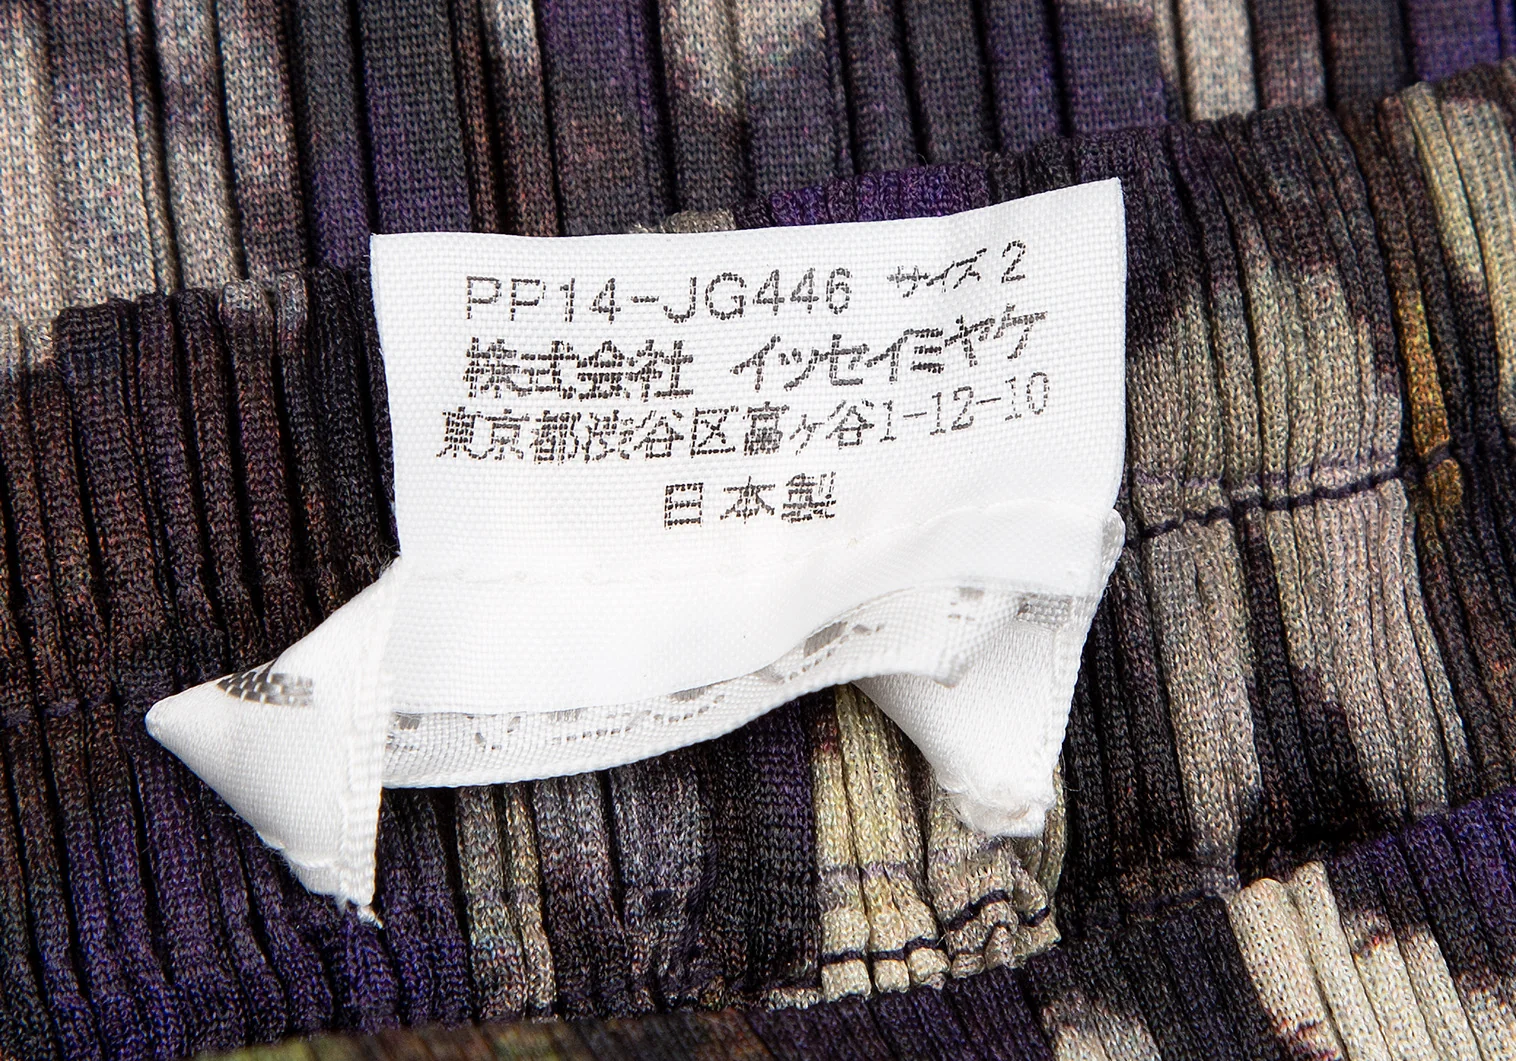 PP14-JG446 サイズ 2
株式会社 イッセイミヤケ
東京都渋谷区富ヶ谷1-12-10
日本製